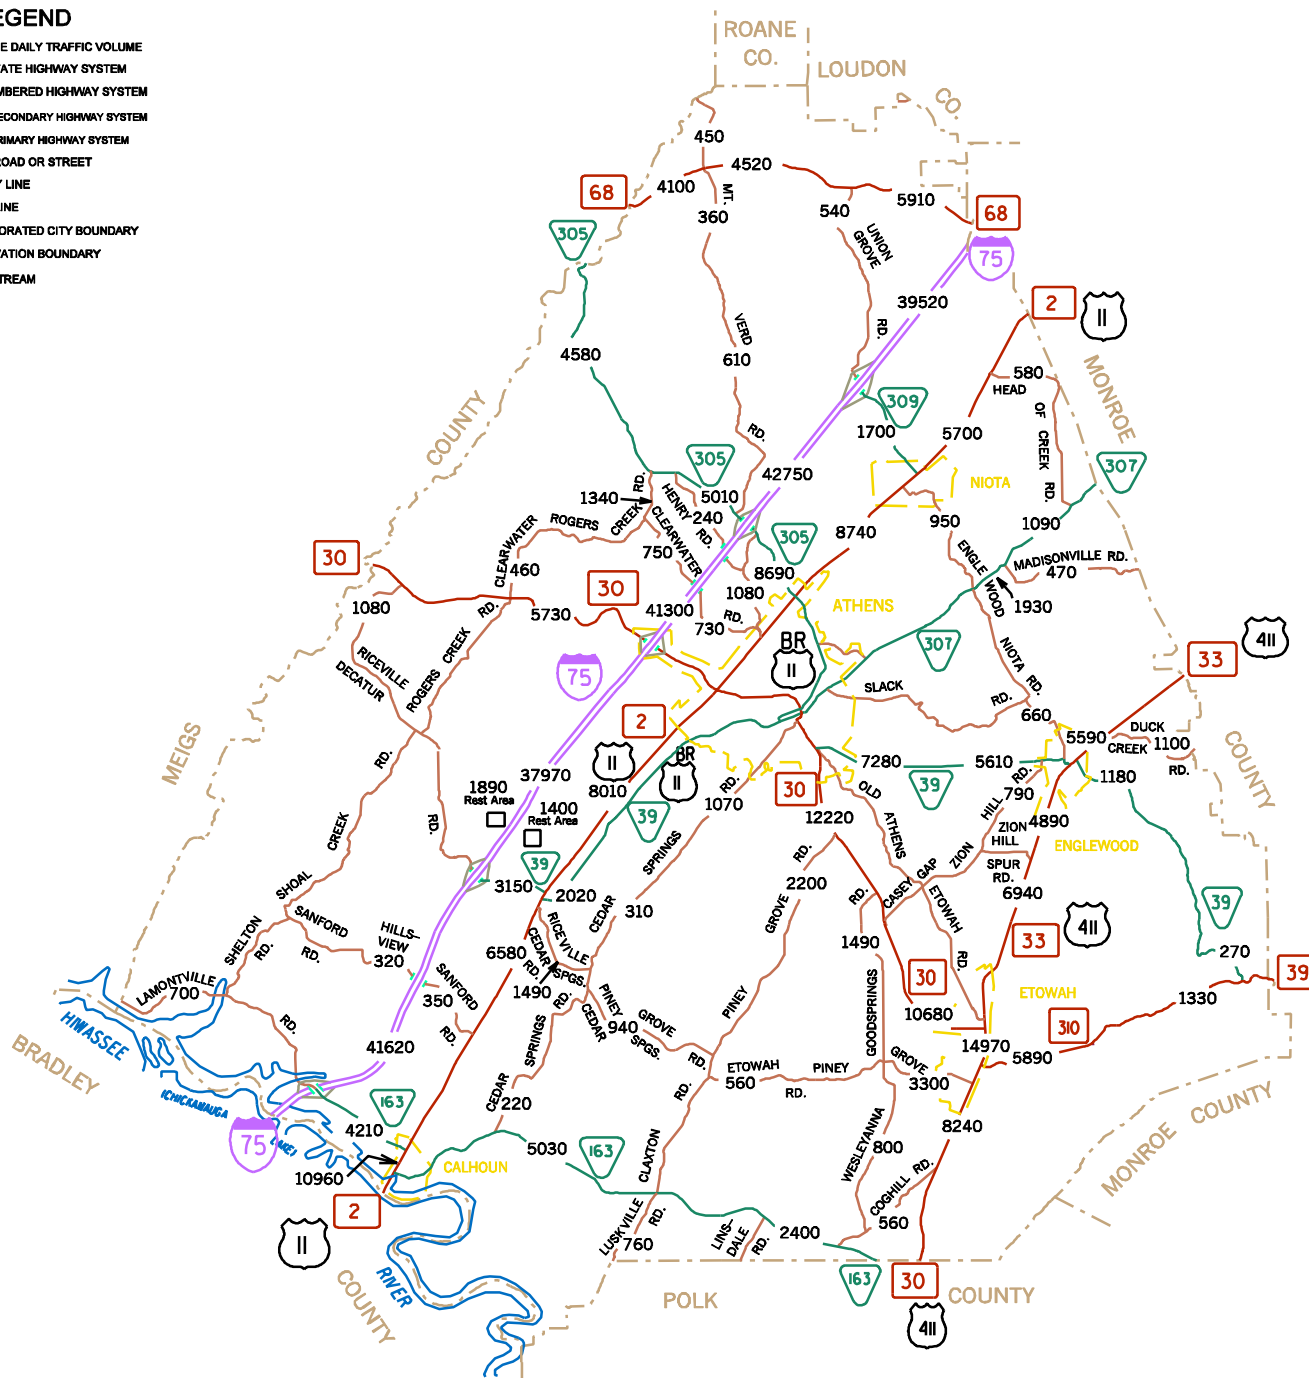 EGEND
E DAILY TRAFFIC VOLUME
ATE HIGHWAY SYSTEM
MBERED HIGHWAY SYSTEM
ECONDARY HIGHWAY SYSTEM
RIMARY HIGHWAY SYSTEM
ROAD OR STREET
Y LINE
INE
ORATED CITY BOUNDARY
ATION BOUNDARY
TREAM
ROANE
CO.
LOUDON
CO.
450
4520
68
4100
MT.
360
540
5910
68
305
UNION
GROVE
75
39520
2
11
VERD
RD.
4580
610
580
HEAD
MONROE
309
OF CREEK RD.
COUNTY
RD.
1700
5700
305
42750
307
NIOTA
RD.
1340
HENRY
5010
240
RD.
CLEARWATER
ROGERS
CREEK
CLEARWATER
950
1090
8740
305
750
ENGLE
WOOD
MADISONVILLE RD.
470
30
460
8690
30
1080
1080
RD.
5730
41300
ATHENS
1930
730
RD.
BR
11
307
411
33
RICEVILLE
DECATUR
ROGERS CREEK
75
NIOTA RD.
SLACK
RD.
660
2
MEIGS
5590
DUCK
CREEK
1100
RD.
COUNTY
RD.
11
BR
11
7280
5610
37970
1890
Rest Area
8010
RD.
1070
30
OLD
39
HILL RD.
790
1180
1400
Rest Area
39
12220
4890
ZION
HILL
ENGLEWOOD
RD.
CREEK
SPRINGS
ATHENS
RD.
ZION
SPUR
RD.
39
SHOAL
3150
2020
2200
CASEY GAP
6940
39
SANFORD
RD.
CEDAR
310
GROVE
RD.
ETOWAH
33
411
SHELTON
RD.
HILLS-
VIEW
320
RICEVILLE
CEDAR
SPGS.
RD.
6580
1490
RD.
270
LAMONTVILLE
700
350
SANFORD
RD.
1490
RD.
PINEY
30
ETOWAH
39
1330
RD.
PINEY
CEDAR
940
GROVE
SPGS.
RD.
10680
310
HIWASSEE
41620
SPRINGS
GOODSPRINGS
14970
5890
BRADLEY
ETOWAH
560
PINEY
RD.
GROVE
3300
CHICKAMAUGA
LAKE
163
CEDAR
220
RD.
75
4210
8240
MONROE COUNTY
5030
163
CLAXTON
WESLEYANNA
800
CALHOUN
10960
COGHILL RD.
2
LUSKVILLE
RD.
760
LINS-
DALE
RD.
2400
560
11
163
30
COUNTY
RIVER
COUNTY
POLK
411